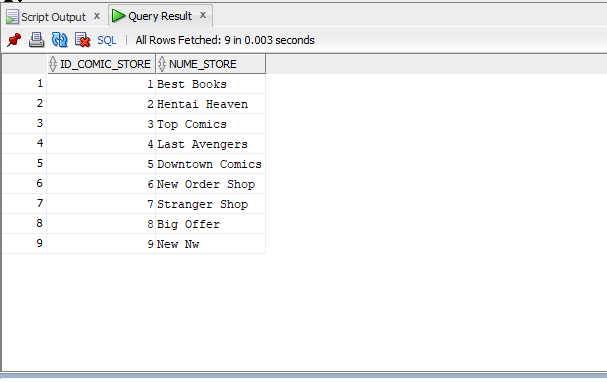 Script Output x Query Result x
SQL | All Rows Fetched: 9 in 0.003 seconds
ID_COMIC_STORE NUME_STORE
1 1 Best Books
2 2 Hentai Heaven
3 3 Top Comics
4 4 Last Avengers
5 5 Downtown Comics
6 6 New Order Shop
7 7 Stranger Shop
8 8 Big Offer
9 9 New Nw